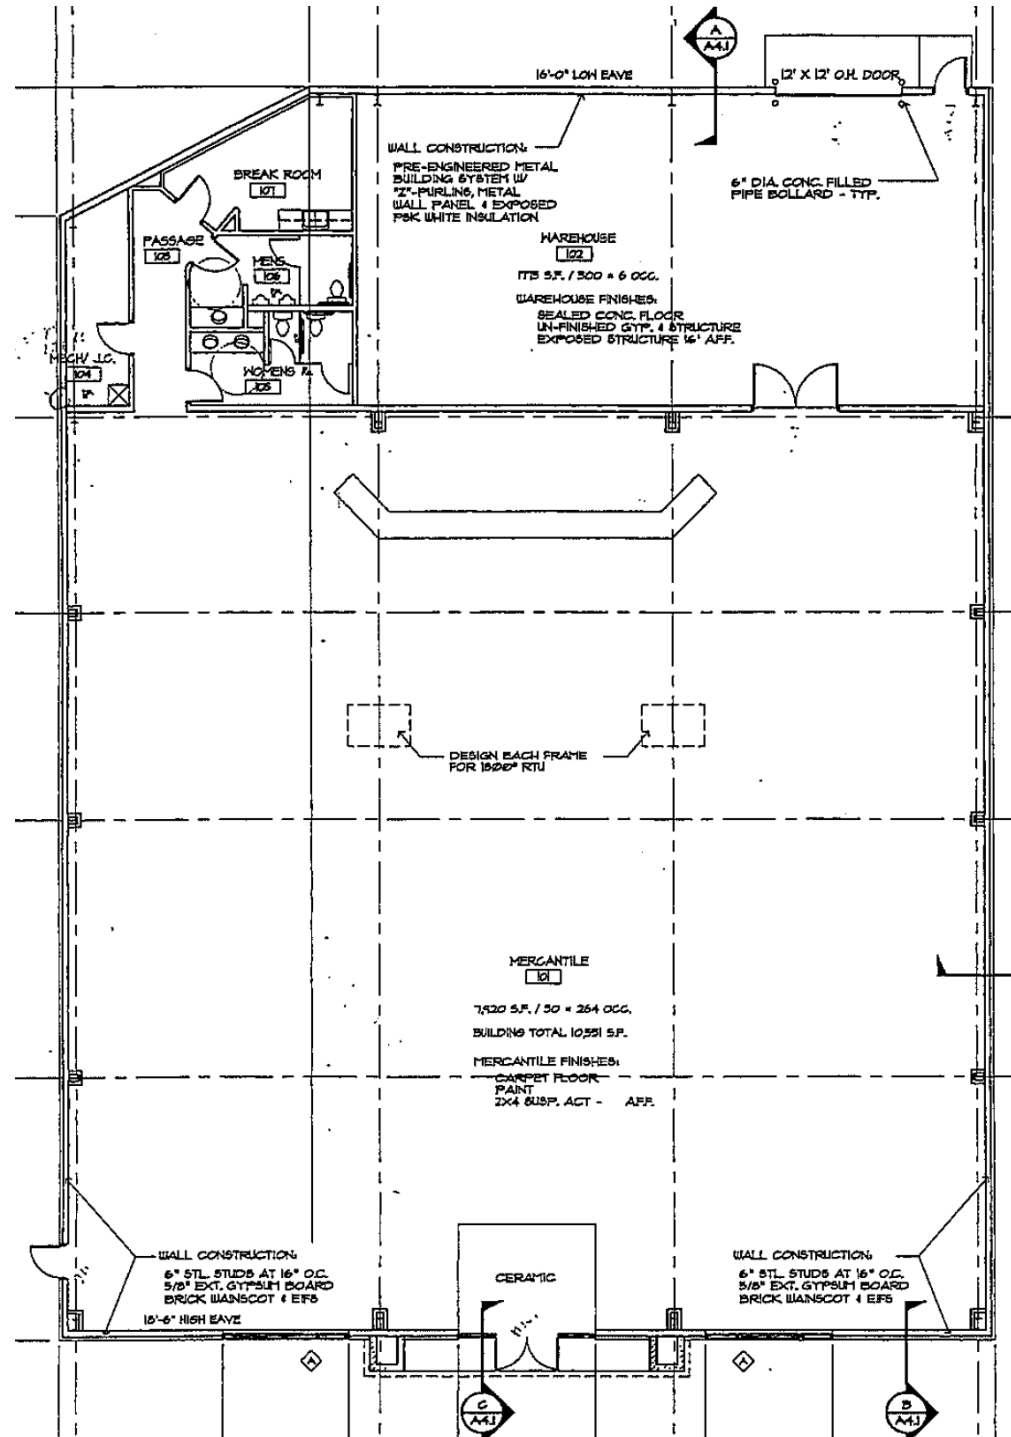 A
A4.1
16'-0" LOW EAVE
12' X 12' O.H. DOOR
WALL CONSTRUCTION:
PRE-ENGINEERED METAL
BUILDING SYSTEM W/
"Z"-PURLINS, METAL
WALL PANEL & EXPOSED
PSK WHITE INSULATION
6" DIA. CONC. FILLED
PIPE BOLLARD - TYP.
BREAK ROOM
107
PASSAGE
MENS
106
WAREHOUSE
102
S.F. / 300 = 6 OCC.
WAREHOUSE FINISHES:
SEALED CONC. FLOOR
UN-FINISHED GYP. & STRUCTURE
EXPOSED STRUCTURE 16' AFF.
MECH/ J.C.
104
WOMENS
DESIGN EACH FRAME
FOR RTU
MERCANTILE
101
7,920 S.F. / 30 = 264 OCC.
BUILDING TOTAL 10,551 S.F.
MERCANTILE FINISHES:
CARPET FLOOR
PAINT
2X4 SUSP. ACT - AFF.
WALL CONSTRUCTION:
6" STL. STUDS AT 16" O.C.
5/8" EXT. GYPSUM BOARD
BRICK WAINSCOT & EIFS
18'-6" HIGH EAVE
CERAMIC
WALL CONSTRUCTION:
6" STL. STUDS AT 16" O.C.
5/8" EXT. GYPSUM BOARD
BRICK WAINSCOT & EIFS
A
A
C
A4.1
B
A4.1